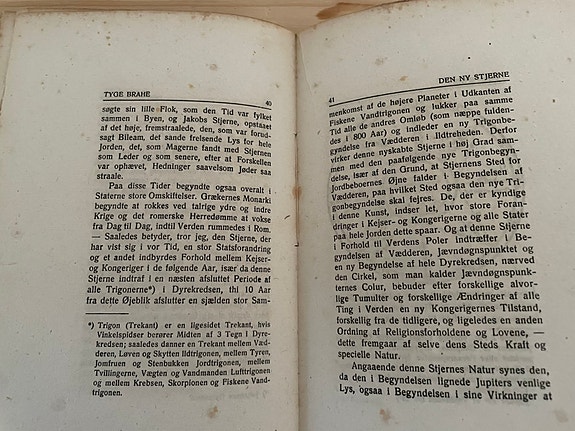 TYGE BRAHE 40
søgte sin lille Flok, som den Tid var fylket
sammen i Byen, og Jakobs Stjerne, opstaaet
af det høje, fremstraalede, den, som var forud-
sagt Bileam, det sande frelsende Lys for hele
Jorden, det, som Magerne fandt med Stjernen
som Leder og som senere, efter at Forskellen
var ophævet, Hedninger saavelsom Jøder saa
straale.
Paa disse Tider begyndte ogsaa overalt i
Staterne store Omskiftelser. Grækernes Monarki
begyndte at rokkes ved talrige ydre og indre
Krige og det romerske Herredømme at vokse
fra Dag til Dag, indtil Verden rummedes i Rom.
— Saaledes betyder, tror jeg, den Stjerne, der
har vist sig i vor Tid, en stor Statsforandring
og et andet indbyrdes Forhold mellem Kejser-
og Kongeriger i de følgende Aar, især da denne
Stjerne indtraf i en næsten afsluttet Periode af
alle Trigonerne*) i Dyrekredsen, thi 10 Aar
fra dette Øjeblik afslutter en sjælden stor Sam-
*) Trigon (Trekant) er en ligesidet Trekant, hvis
Vinkelspidser berører Midten af 3 Tegn i Dyre-
kredsen; saaledes danner en Trekant mellem Væd-
deren, Løven og Skytten Ildtrigonen, mellem Tyren,
Jomfruen og Stenbukken Jordtrigonen, mellem
Tvillingerne, Vægten og Vandmanden Lufttrigonen
og mellem Krebsen, Skorpionen og Fiskene Vand-
trigonen.
41 DEN NY STJERNE
menkomst af de højere Planeter i Udkanten af
Fiskene Vandtrigonen og lukker paa samme
Tid alle de andres Omløb (som næppe fulden-
des i 800 Aar) og indleder en ny Trigonbe-
gyndelse fra Vædderen i Ildtreheden. Derfor
virker denne nyskabte Stjerne i høj Grad sam-
men med den paafølgende nye Trigonbegyn-
delse, især af den Grund, at Stjernens Sted for
Jordbeboernes Øjne falder i Begyndelsen af
Vædderen, paa hvilket Sted ogsaa den nye Tri-
gonbegyndelse skal fejres. De, der er kyndige
i denne Kunst, indser let, hvor store Foran-
dringer i Kejser- og Kongerigerne og alle Stater
paa hele Jorden dette spaar. Og at denne Stjerne
i Forhold til Verdens Poler indtræffer i Begyn-
delsen af Vædderen, Jævndøgnspunktet og
en ny Begyndelse af hele Dyrekredsen, nærved
den Cirkel, som man kalder Jævndøgnspunk-
ternes Colur, bebuder efter forskellige alvor-
lige Tumulter og forskellige Ændringer af alle
Ting i Verden en ny Kongerigernes Tilstand,
forskellig fra de tidligere, og ligeledes en anden
Ordning af Religionsforholdene og Lovene, —
dette fremgaar af selve dens Steds Kraft og
specielle Natur.
Angaaende denne Stjernes Natur synes den,
da den i Begyndelsen lignede Jupiters venlige
Lys, ogsaa i Begyndelsen i sine Virkninger at